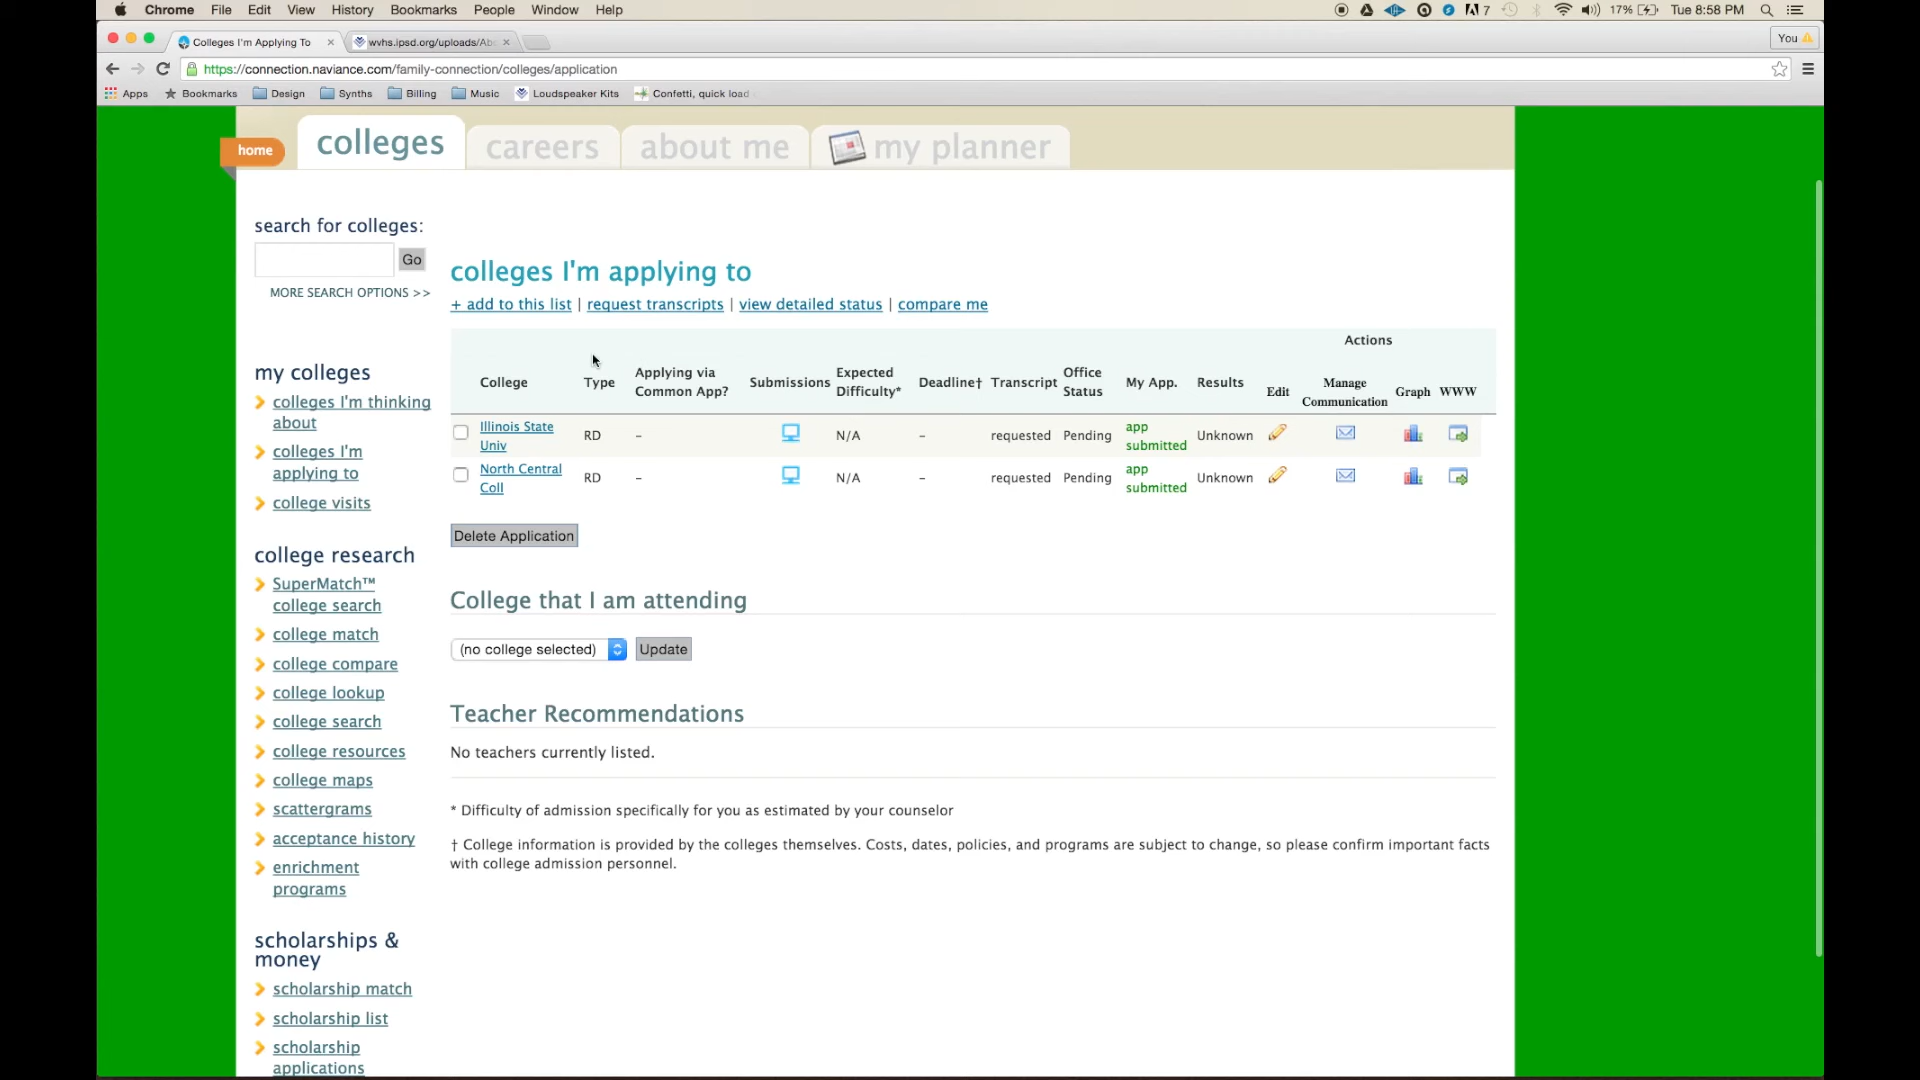 Chrome File Edit View History Bookmarks People Window Help 7 17% Tue 8:58 PM
Colleges I'm Applying To wvhs.ipsd.org/uploads/Ab You
https://connection.naviance.com/family-connection/colleges/application
Apps Bookmarks Design Synths Billing Music Loudspeaker Kits Confetti, quick load
home colleges careers about me my planner
search for colleges:
Go
MORE SEARCH OPTIONS >>
my colleges
colleges I'm thinking
about
colleges I'm
applying to
college visits
college research
SuperMatch™
college search
college match
college compare
college lookup
college search
college resources
college maps
scattergrams
acceptance history
enrichment
programs
scholarships &
money
scholarship match
scholarship list
scholarship
applications
colleges I'm applying to
+ add to this list | request transcripts | view detailed status | compare me
Actions
College Type Applying via Common App? Submissions Expected Difficulty* Deadline† Transcript Office Status My App. Results Edit Manage Communication Graph WWW
Illinois State Univ RD – N/A – requested Pending app submitted Unknown
North Central Coll RD – N/A – requested Pending app submitted Unknown
Delete Application
College that I am attending
(no college selected) Update
Teacher Recommendations
No teachers currently listed.
* Difficulty of admission specifically for you as estimated by your counselor
† College information is provided by the colleges themselves. Costs, dates, policies, and programs are subject to change, so please confirm important facts
with college admission personnel.